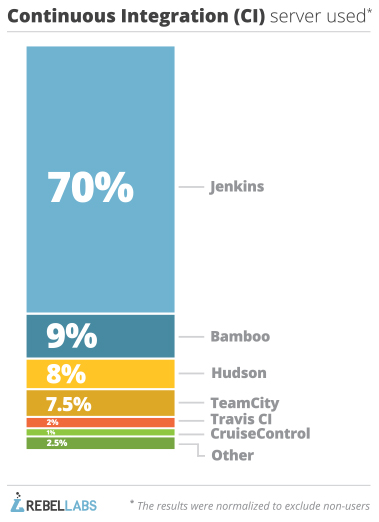 Continuous Integration (CI) server used*
70%
Jenkins
9%
Bamboo
8%
Hudson
7.5%
TeamCity
2%
Travis CI
1%
CruiseControl
2.5%
Other
REBELLABS
* The results were normalized to exclude non-users